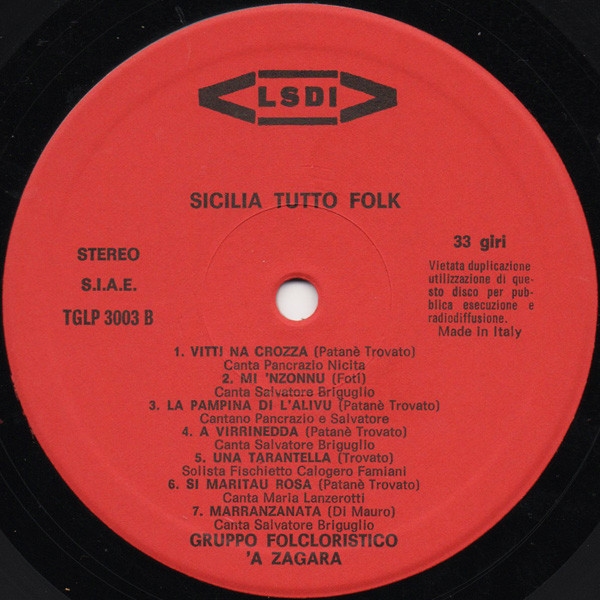 LSDI
SICILIA TUTTO FOLK
STEREO
S.I.A.E.
TGLP 3003 B
33 giri
Vietata duplicazione
utilizzazione di que-
sto disco per pub-
blica esecuzione e
radiodiffusione.
Made in Italy
1. VITTI NA CROZZA (Patanè Trovato)
Canta Pancrazio Nicita
2. MI 'NZONNU (Foti)
Canta Salvatore Briguglio
3. LA PAMPINA DI L'ALIVU (Patanè Trovato)
Cantano Pancrazio e Salvatore
4. A VIRRINEDDA (Patanè Trovato)
Canta Salvatore Briguglio
5. UNA TARANTELLA (Trovato)
Solista Fischietto Calogero Famiani
6. SI MARITAU ROSA (Patanè Trovato)
Canta Maria Lanzerotti
7. MARRANZANATA (Di Mauro)
Canta Salvatore Briguglio
GRUPPO FOLCLORISTICO
'A ZAGARA